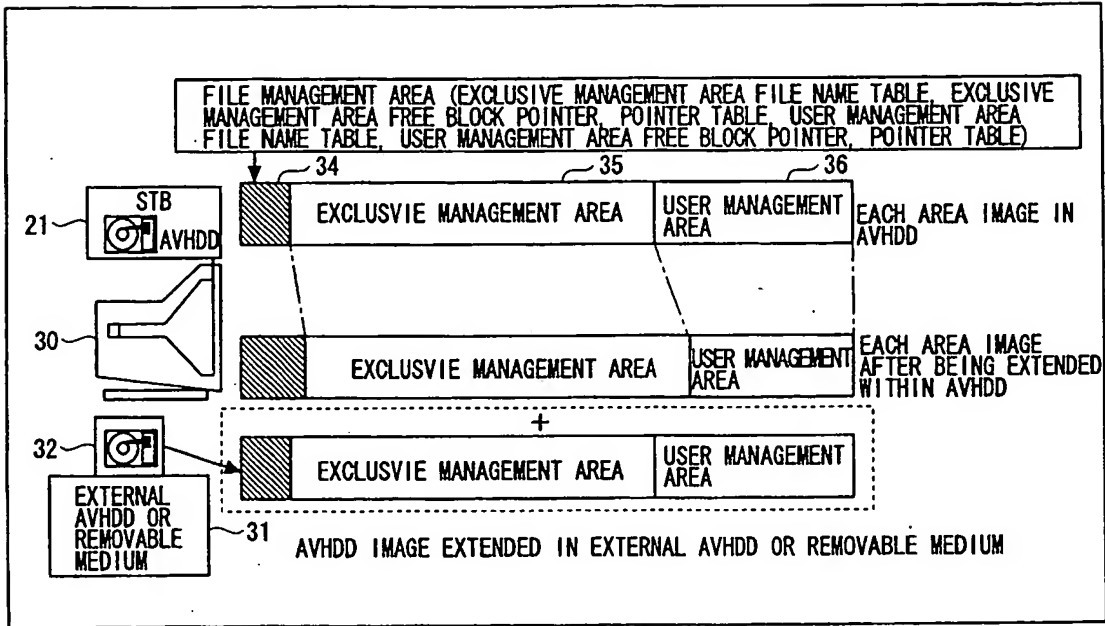 FILE MANAGEMENT AREA (EXCLUSIVE MANAGEMENT AREA FILE NAME TABLE, EXCLUSIVE
MANAGEMENT AREA FREE BLOCK POINTER, POINTER TABLE, USER MANAGEMENT AREA
FILE NAME TABLE, USER MANAGEMENT AREA FREE BLOCK POINTER, POINTER TABLE)
34
35
36
21
STB
AVHDD
EXCLUSVIE MANAGEMENT AREA
USER MANAGEMENT
AREA
EACH AREA IMAGE IN
AVHDD
30
EXCLUSVIE MANAGEMENT AREA
USER MANAGEMENT
AREA
EACH AREA IMAGE
AFTER BEING EXTENDED
WITHIN AVHDD
+
32
EXCLUSVIE MANAGEMENT AREA
USER MANAGEMENT
AREA
EXTERNAL
AVHDD OR
REMOVABLE
MEDIUM
31
AVHDD IMAGE EXTENDED IN EXTERNAL AVHDD OR REMOVABLE MEDIUM